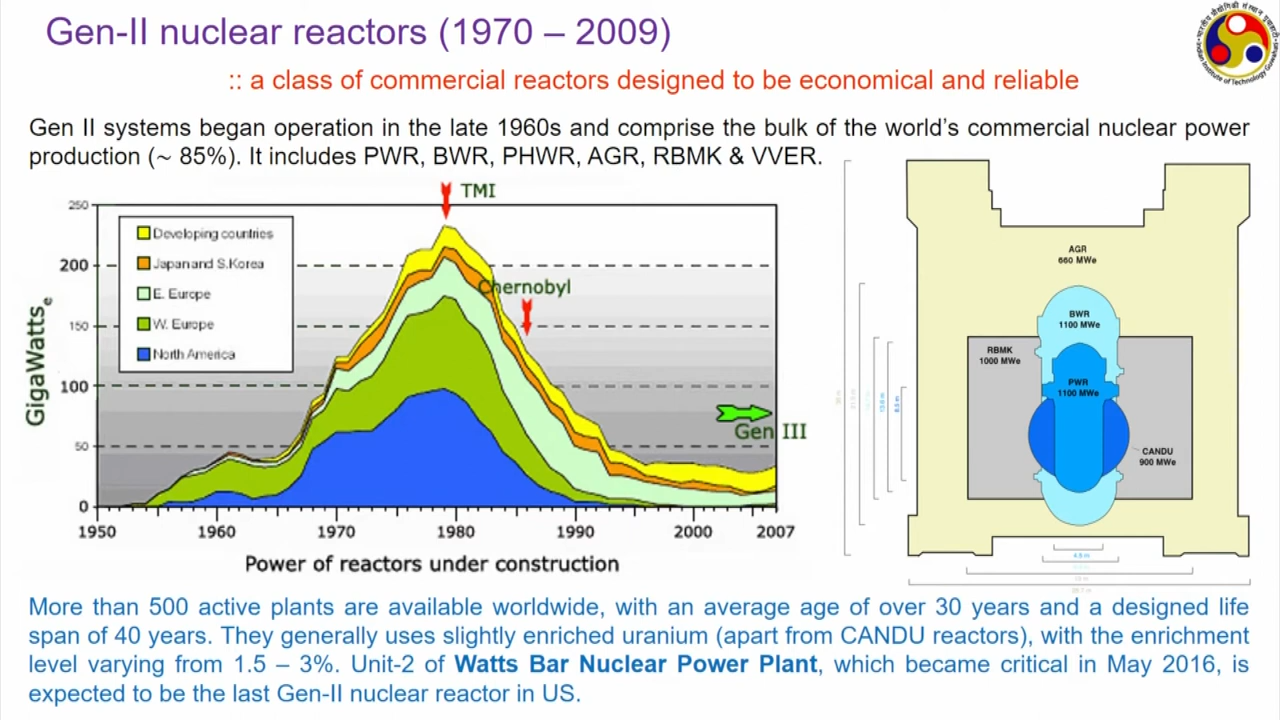 Gen-II nuclear reactors (1970 – 2009)
:: a class of commercial reactors designed to be economical and reliable
Gen II systems began operation in the late 1960s and comprise the bulk of the world's commercial nuclear power
production (~ 85%). It includes PWR, BWR, PHWR, AGR, RBMK & VVER.
TMI
Chernobyl
Gen III
Developing countries
Japan and S.Korea
E. Europe
W. Europe
North America
GigaWatts e
250
200
150
100
50
0
1950 1960 1970 1980 1990 2000 2007
Power of reactors under construction
AGR
660 MWe
BWR
1100 MWe
RBMK
1000 MWe
PWR
1100 MWe
CANDU
900 MWe
4.5 m
More than 500 active plants are available worldwide, with an average age of over 30 years and a designed life
span of 40 years. They generally uses slightly enriched uranium (apart from CANDU reactors), with the enrichment
level varying from 1.5 – 3%. Unit-2 of Watts Bar Nuclear Power Plant, which became critical in May 2016, is
expected to be the last Gen-II nuclear reactor in US.
Indian Institute of Technology Guwahati